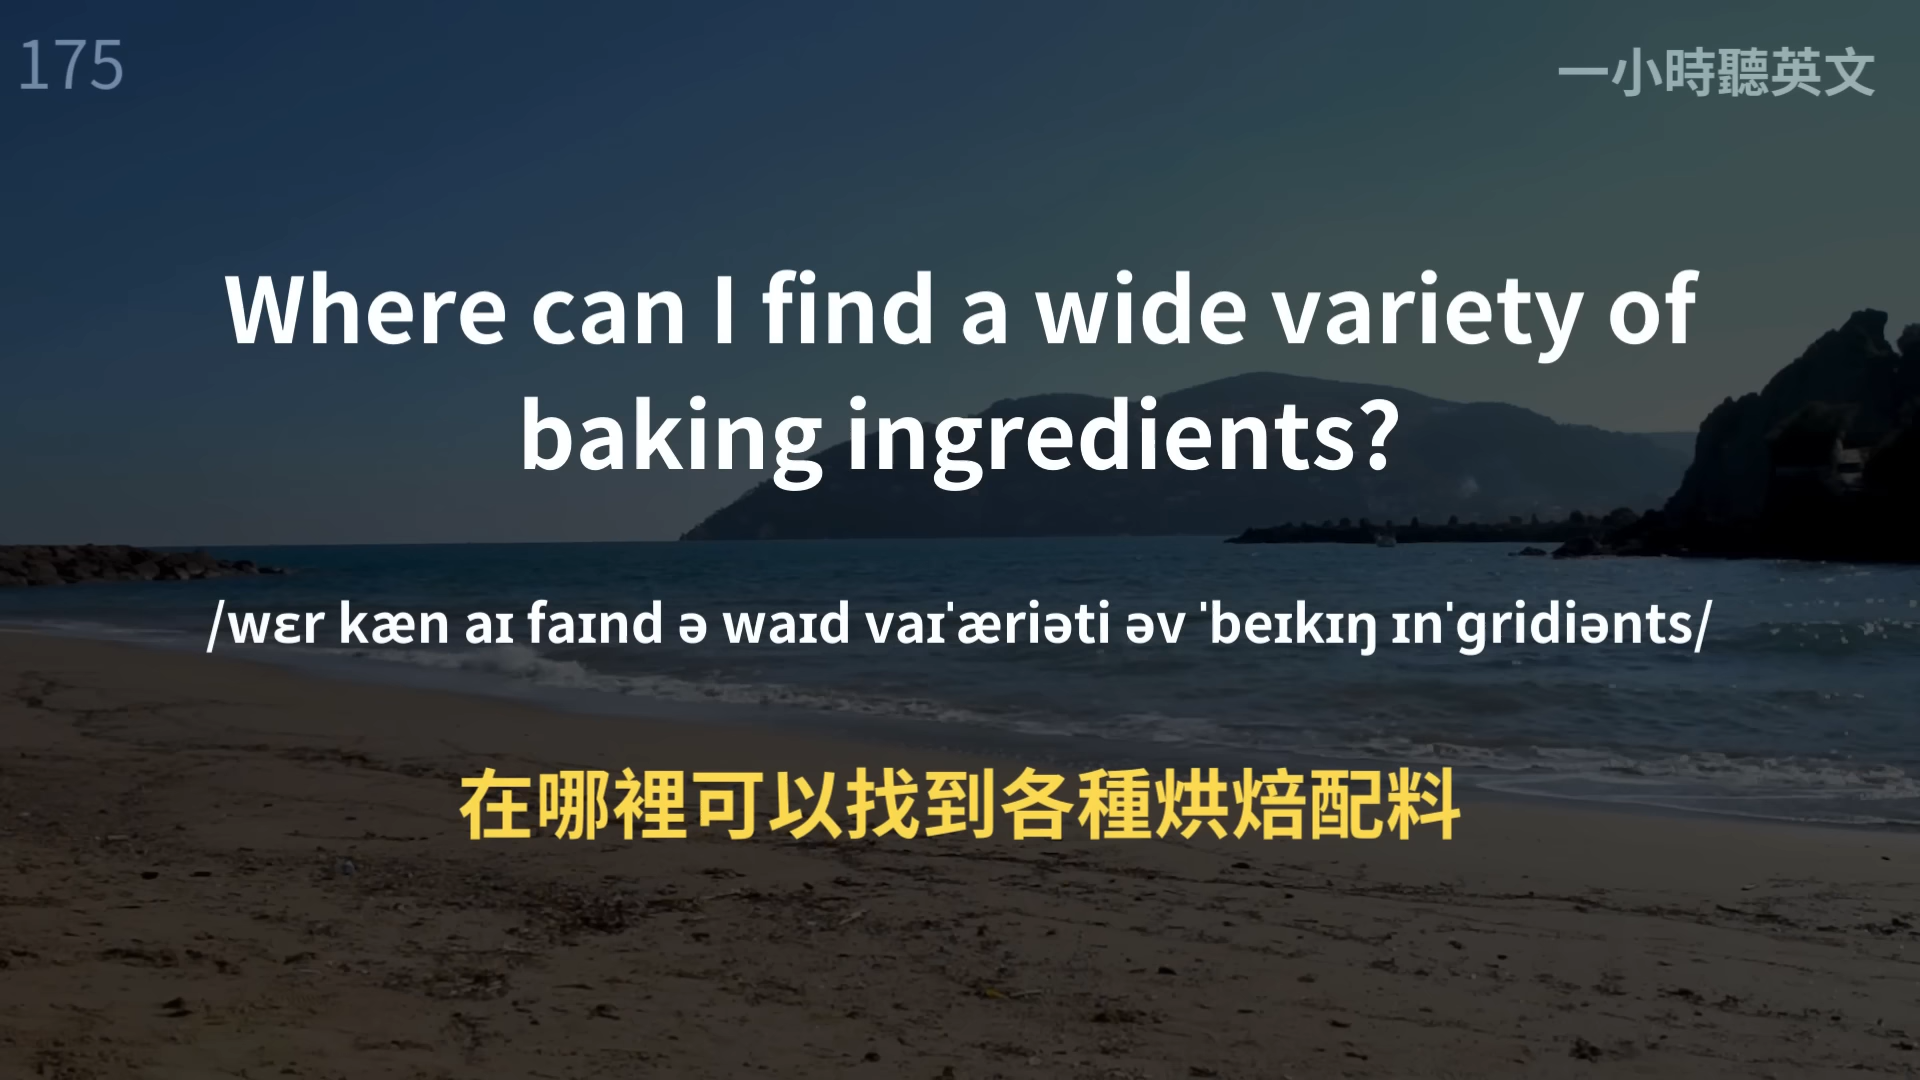 175
一小時聽英文
Where can I find a wide variety of
baking ingredients?
/wɛr kæn aɪ faɪnd ə waɪd vaɪˈæriəti əv ˈbeɪkɪŋ ɪnˈgridiənts/
在哪裡可以找到各種烘焙配料